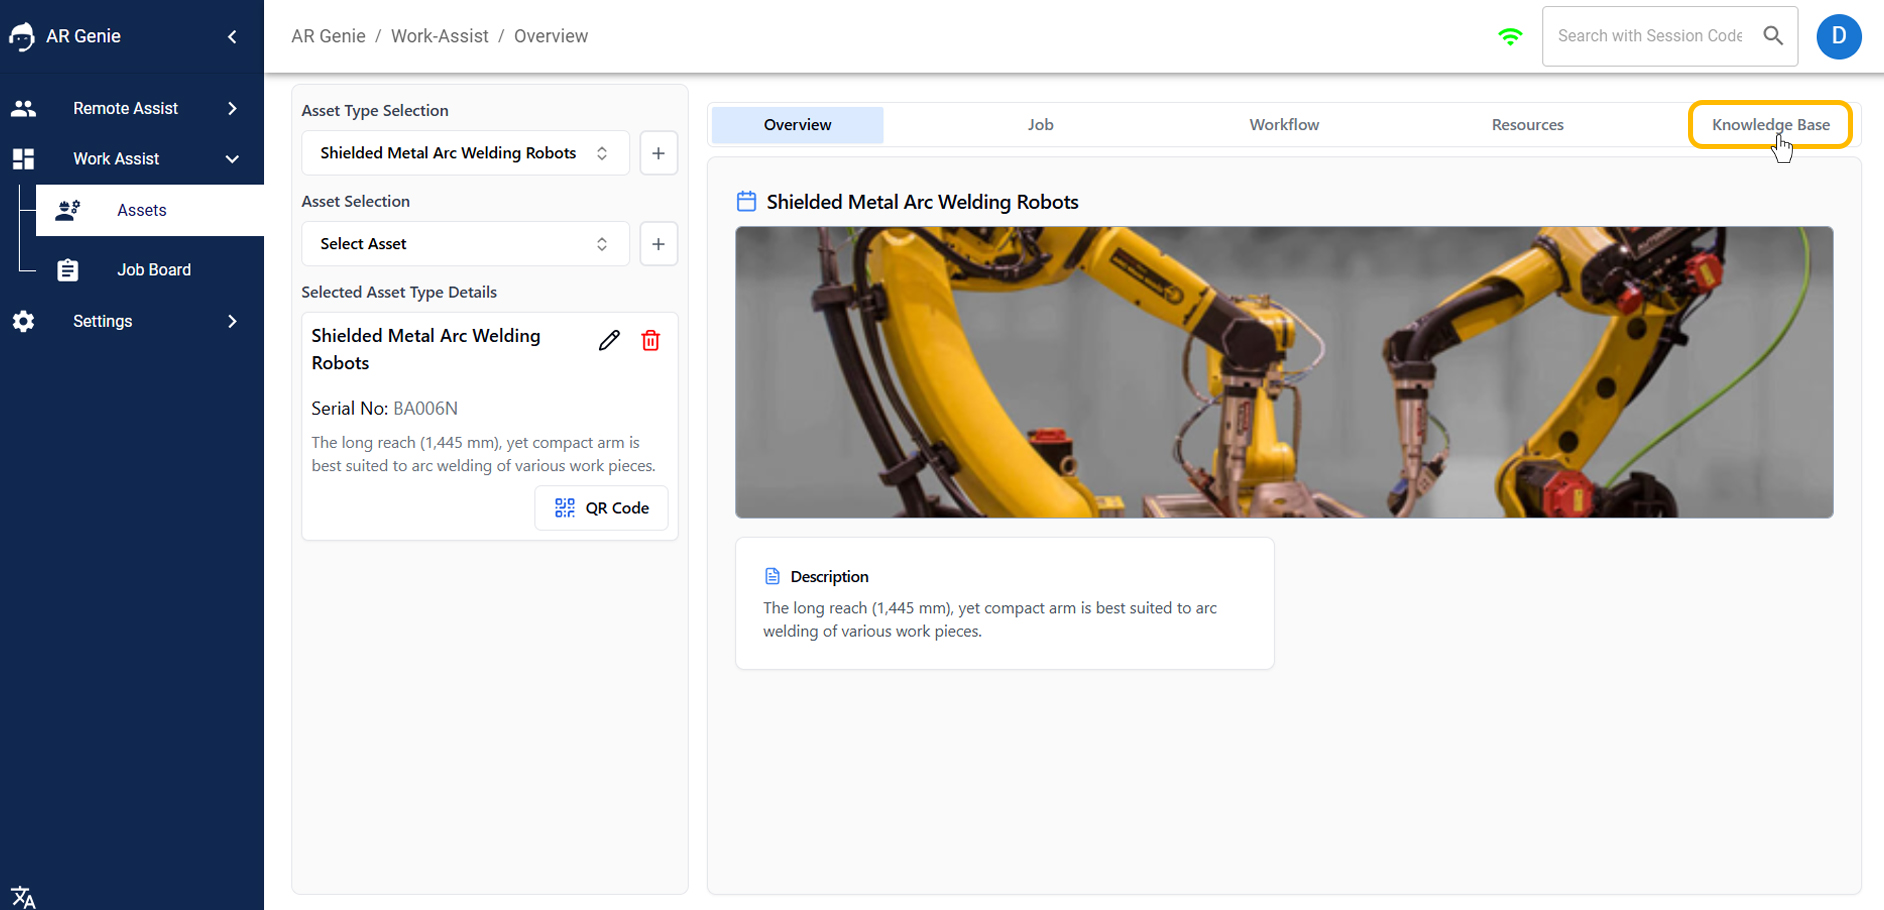 AR Genie
AR Genie / Work-Assist / Overview
Search with Session Code
D
Remote Assist
Work Assist
Assets
Job Board
Settings
Asset Type Selection
Shielded Metal Arc Welding Robots
Asset Selection
Select Asset
Selected Asset Type Details
Shielded Metal Arc Welding
Robots
Serial No: BA006N
The long reach (1,445 mm), yet compact arm is
best suited to arc welding of various work pieces.
QR Code
Overview
Job
Workflow
Resources
Knowledge Base
Shielded Metal Arc Welding Robots
Description
The long reach (1,445 mm), yet compact arm is best suited to arc
welding of various work pieces.